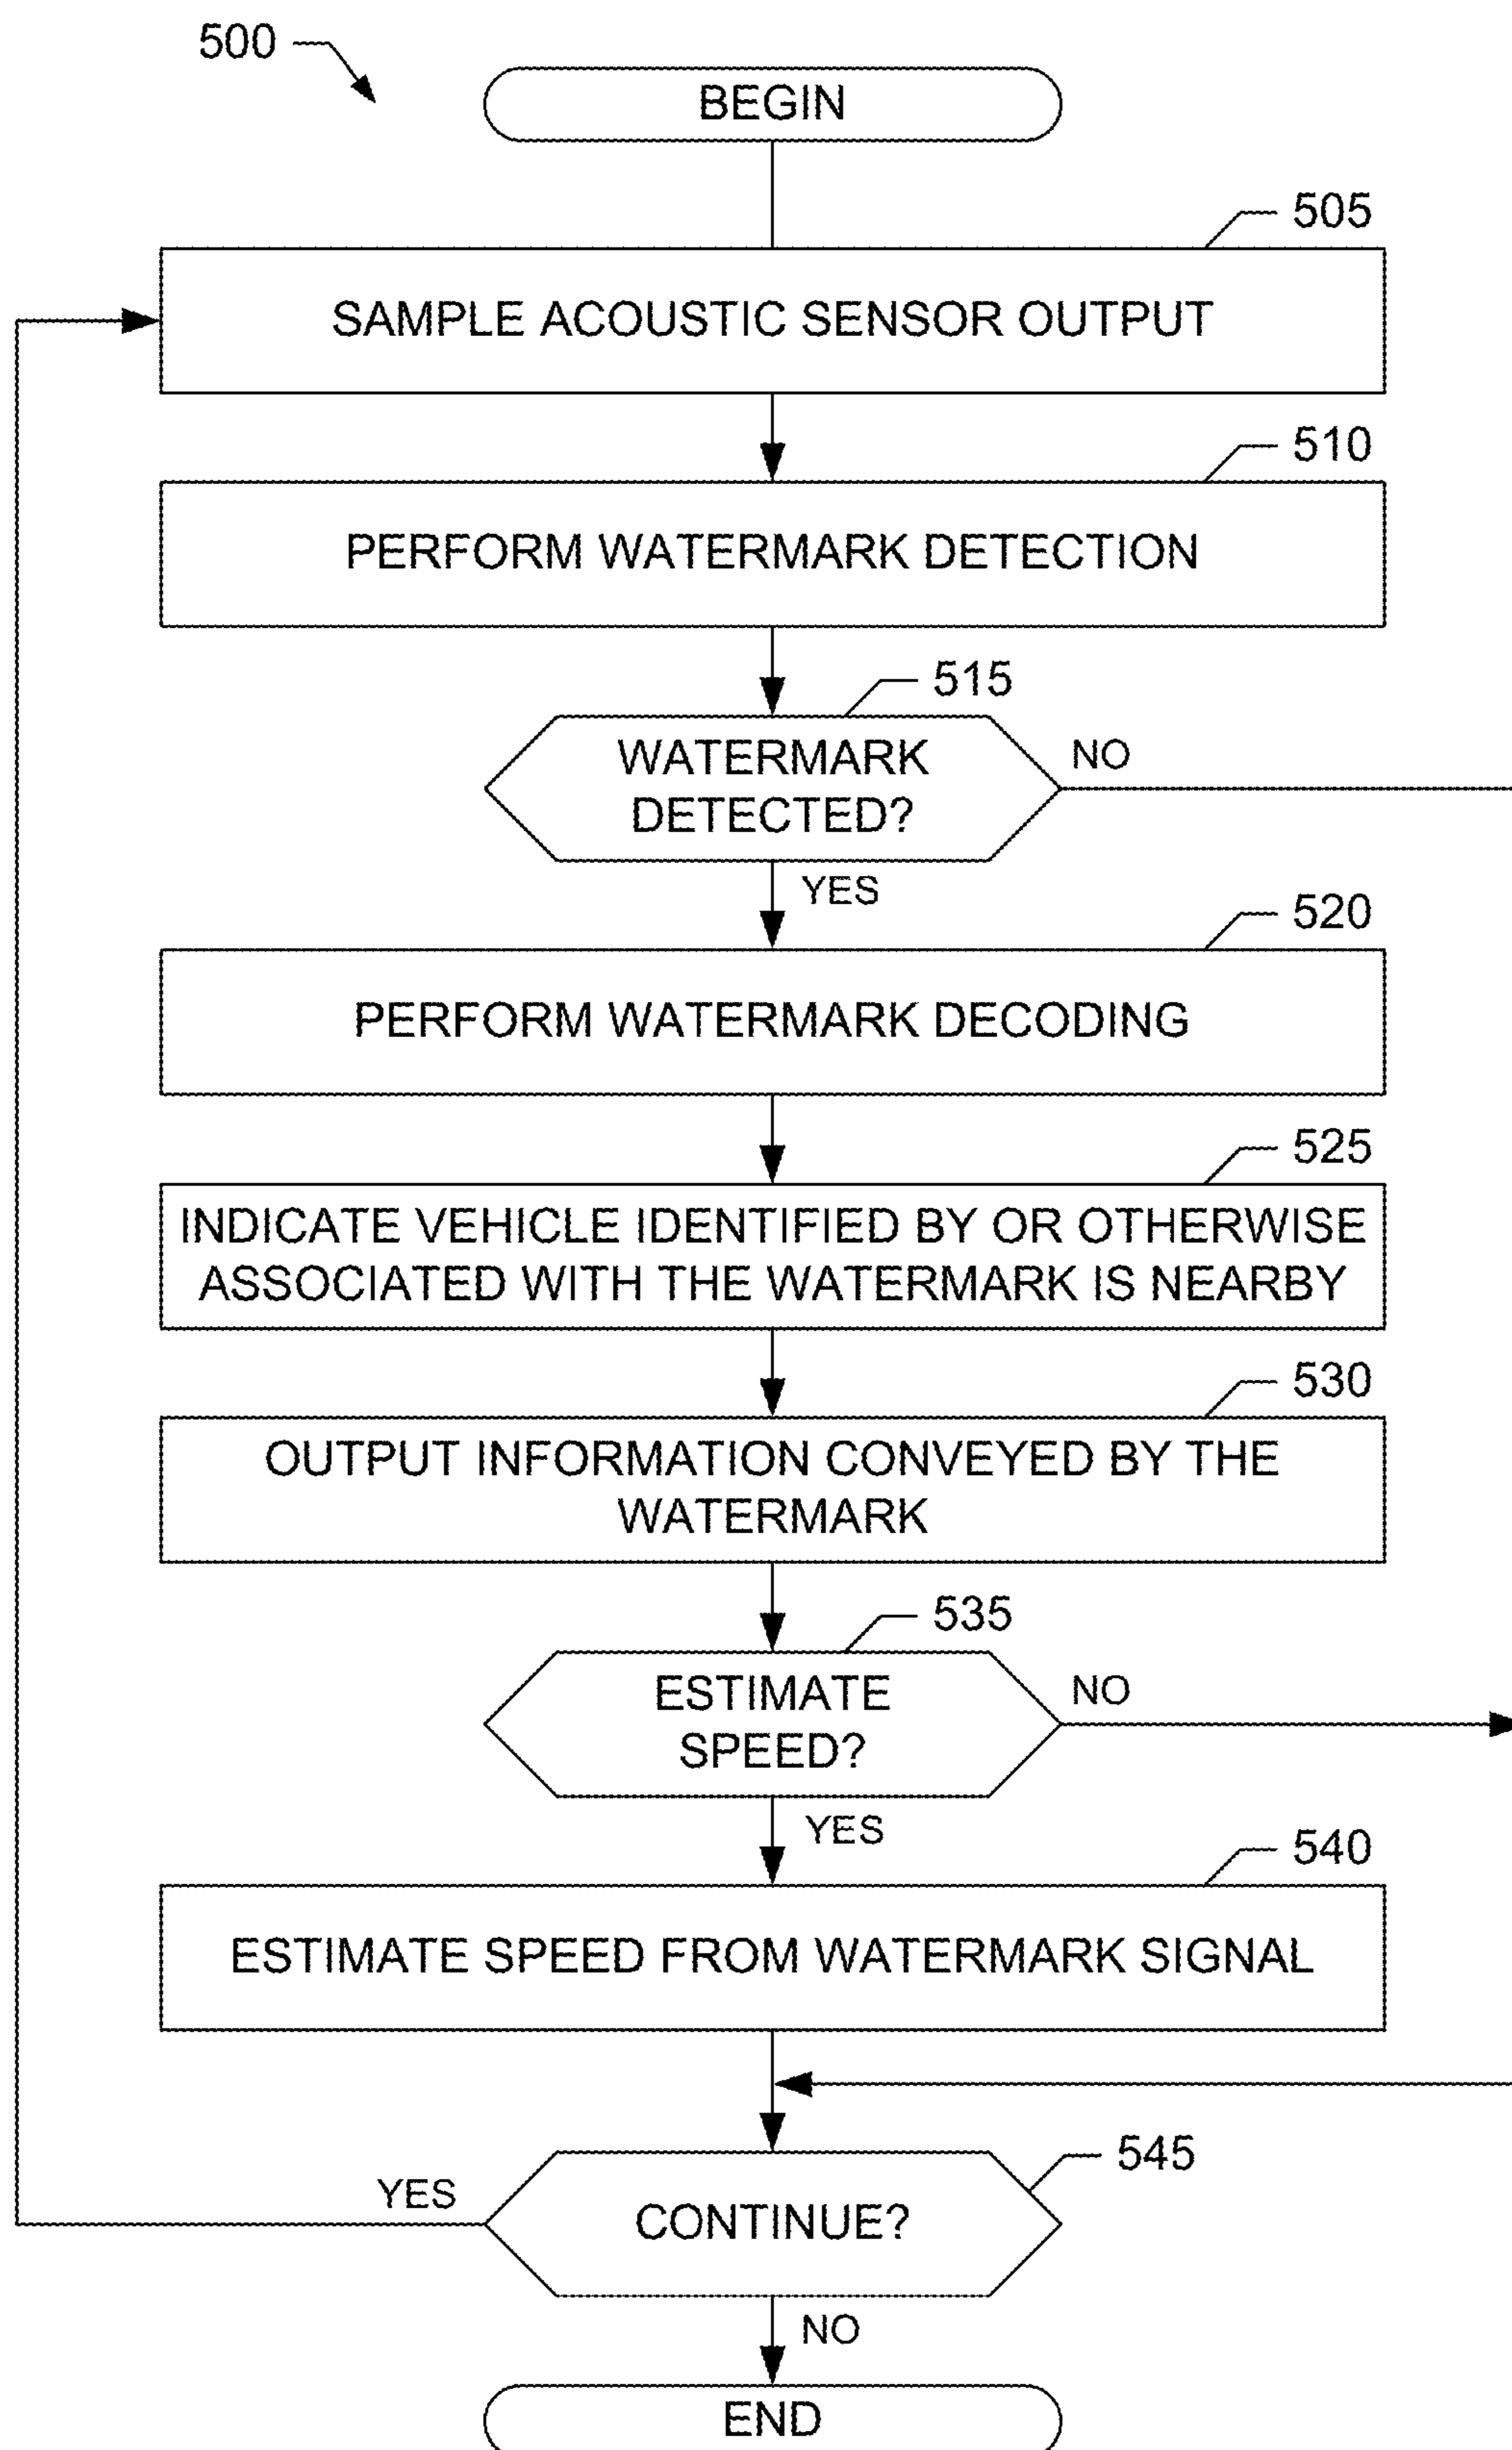 500
BEGIN
505
SAMPLE ACOUSTIC SENSOR OUTPUT
510
PERFORM WATERMARK DETECTION
515
WATERMARK
DETECTED?
NO
YES
520
PERFORM WATERMARK DECODING
525
INDICATE VEHICLE IDENTIFIED BY OR OTHERWISE
ASSOCIATED WITH THE WATERMARK IS NEARBY
530
OUTPUT INFORMATION CONVEYED BY THE
WATERMARK
535
ESTIMATE
SPEED?
NO
YES
540
ESTIMATE SPEED FROM WATERMARK SIGNAL
545
YES
CONTINUE?
NO
END